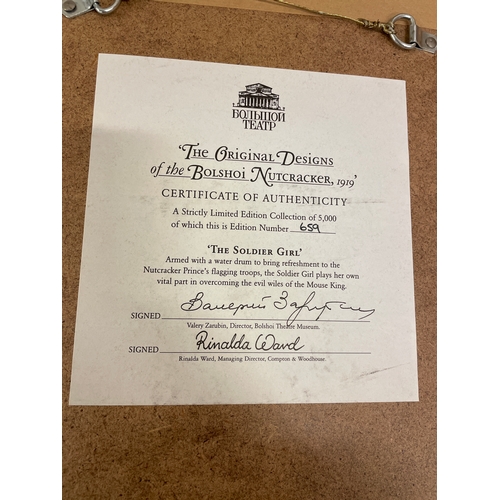 БОЛЬШОЙ
ТЕАТР
'THE ORIGINAL DESIGNS
of the BOLSHOI NUTCRACKER, 1919'
CERTIFICATE OF AUTHENTICITY
A Strictly Limited Edition Collection of 5,000
of which this is Edition Number 659
'THE SOLDIER GIRL'
Armed with a water drum to bring refreshment to the
Nutcracker Prince's flagging troops, the Soldier Girl plays her own
vital part in overcoming the evil wiles of the Mouse King.
SIGNED Валерий
Valery Zarubin, Director, Bolshoi Theatre Museum.
SIGNED Rinalda Ward
Rinalda Ward, Managing Director, Compton & Woodhouse.